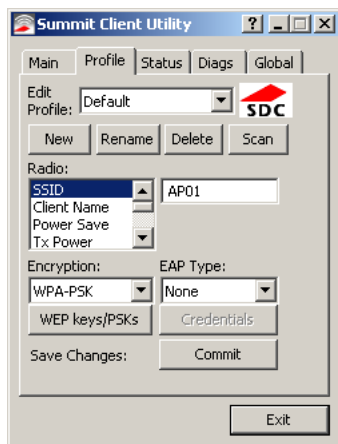 Summit Client Utility
Main Profile Status Diags Global
Edit Profile: Default
SDC
New Rename Delete Scan
Radio:
SSID AP01
Client Name
Power Save
Tx Power
Encryption: EAP Type:
WPA-PSK None
WEP keys/PSKs Credentials
Save Changes: Commit
Exit